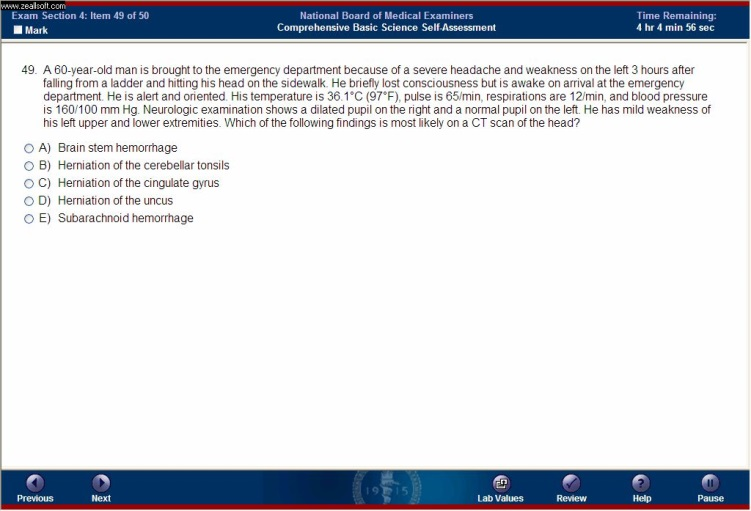 www.zeallsoft.com
Exam Section 4: Item 49 of 50
National Board of Medical Examiners
Time Remaining:
Mark
Comprehensive Basic Science Self-Assessment
4 hr 4 min 56 sec
49. A 60-year-old man is brought to the emergency department because of a severe headache and weakness on the left 3 hours after
falling from a ladder and hitting his head on the sidewalk. He briefly lost consciousness but is awake on arrival at the emergency
department. He is alert and oriented. His temperature is 36.1°C (97°F), pulse is 65/min, respirations are 12/min, and blood pressure
is 160/100 mm Hg. Neurologic examination shows a dilated pupil on the right and a normal pupil on the left. He has mild weakness of
his left upper and lower extremities. Which of the following findings is most likely on a CT scan of the head?
A) Brain stem hemorrhage
B) Herniation of the cerebellar tonsils
C) Herniation of the cingulate gyrus
D) Herniation of the uncus
E) Subarachnoid hemorrhage
1915
Previous
Next
Lab Values
Review
Help
Pause